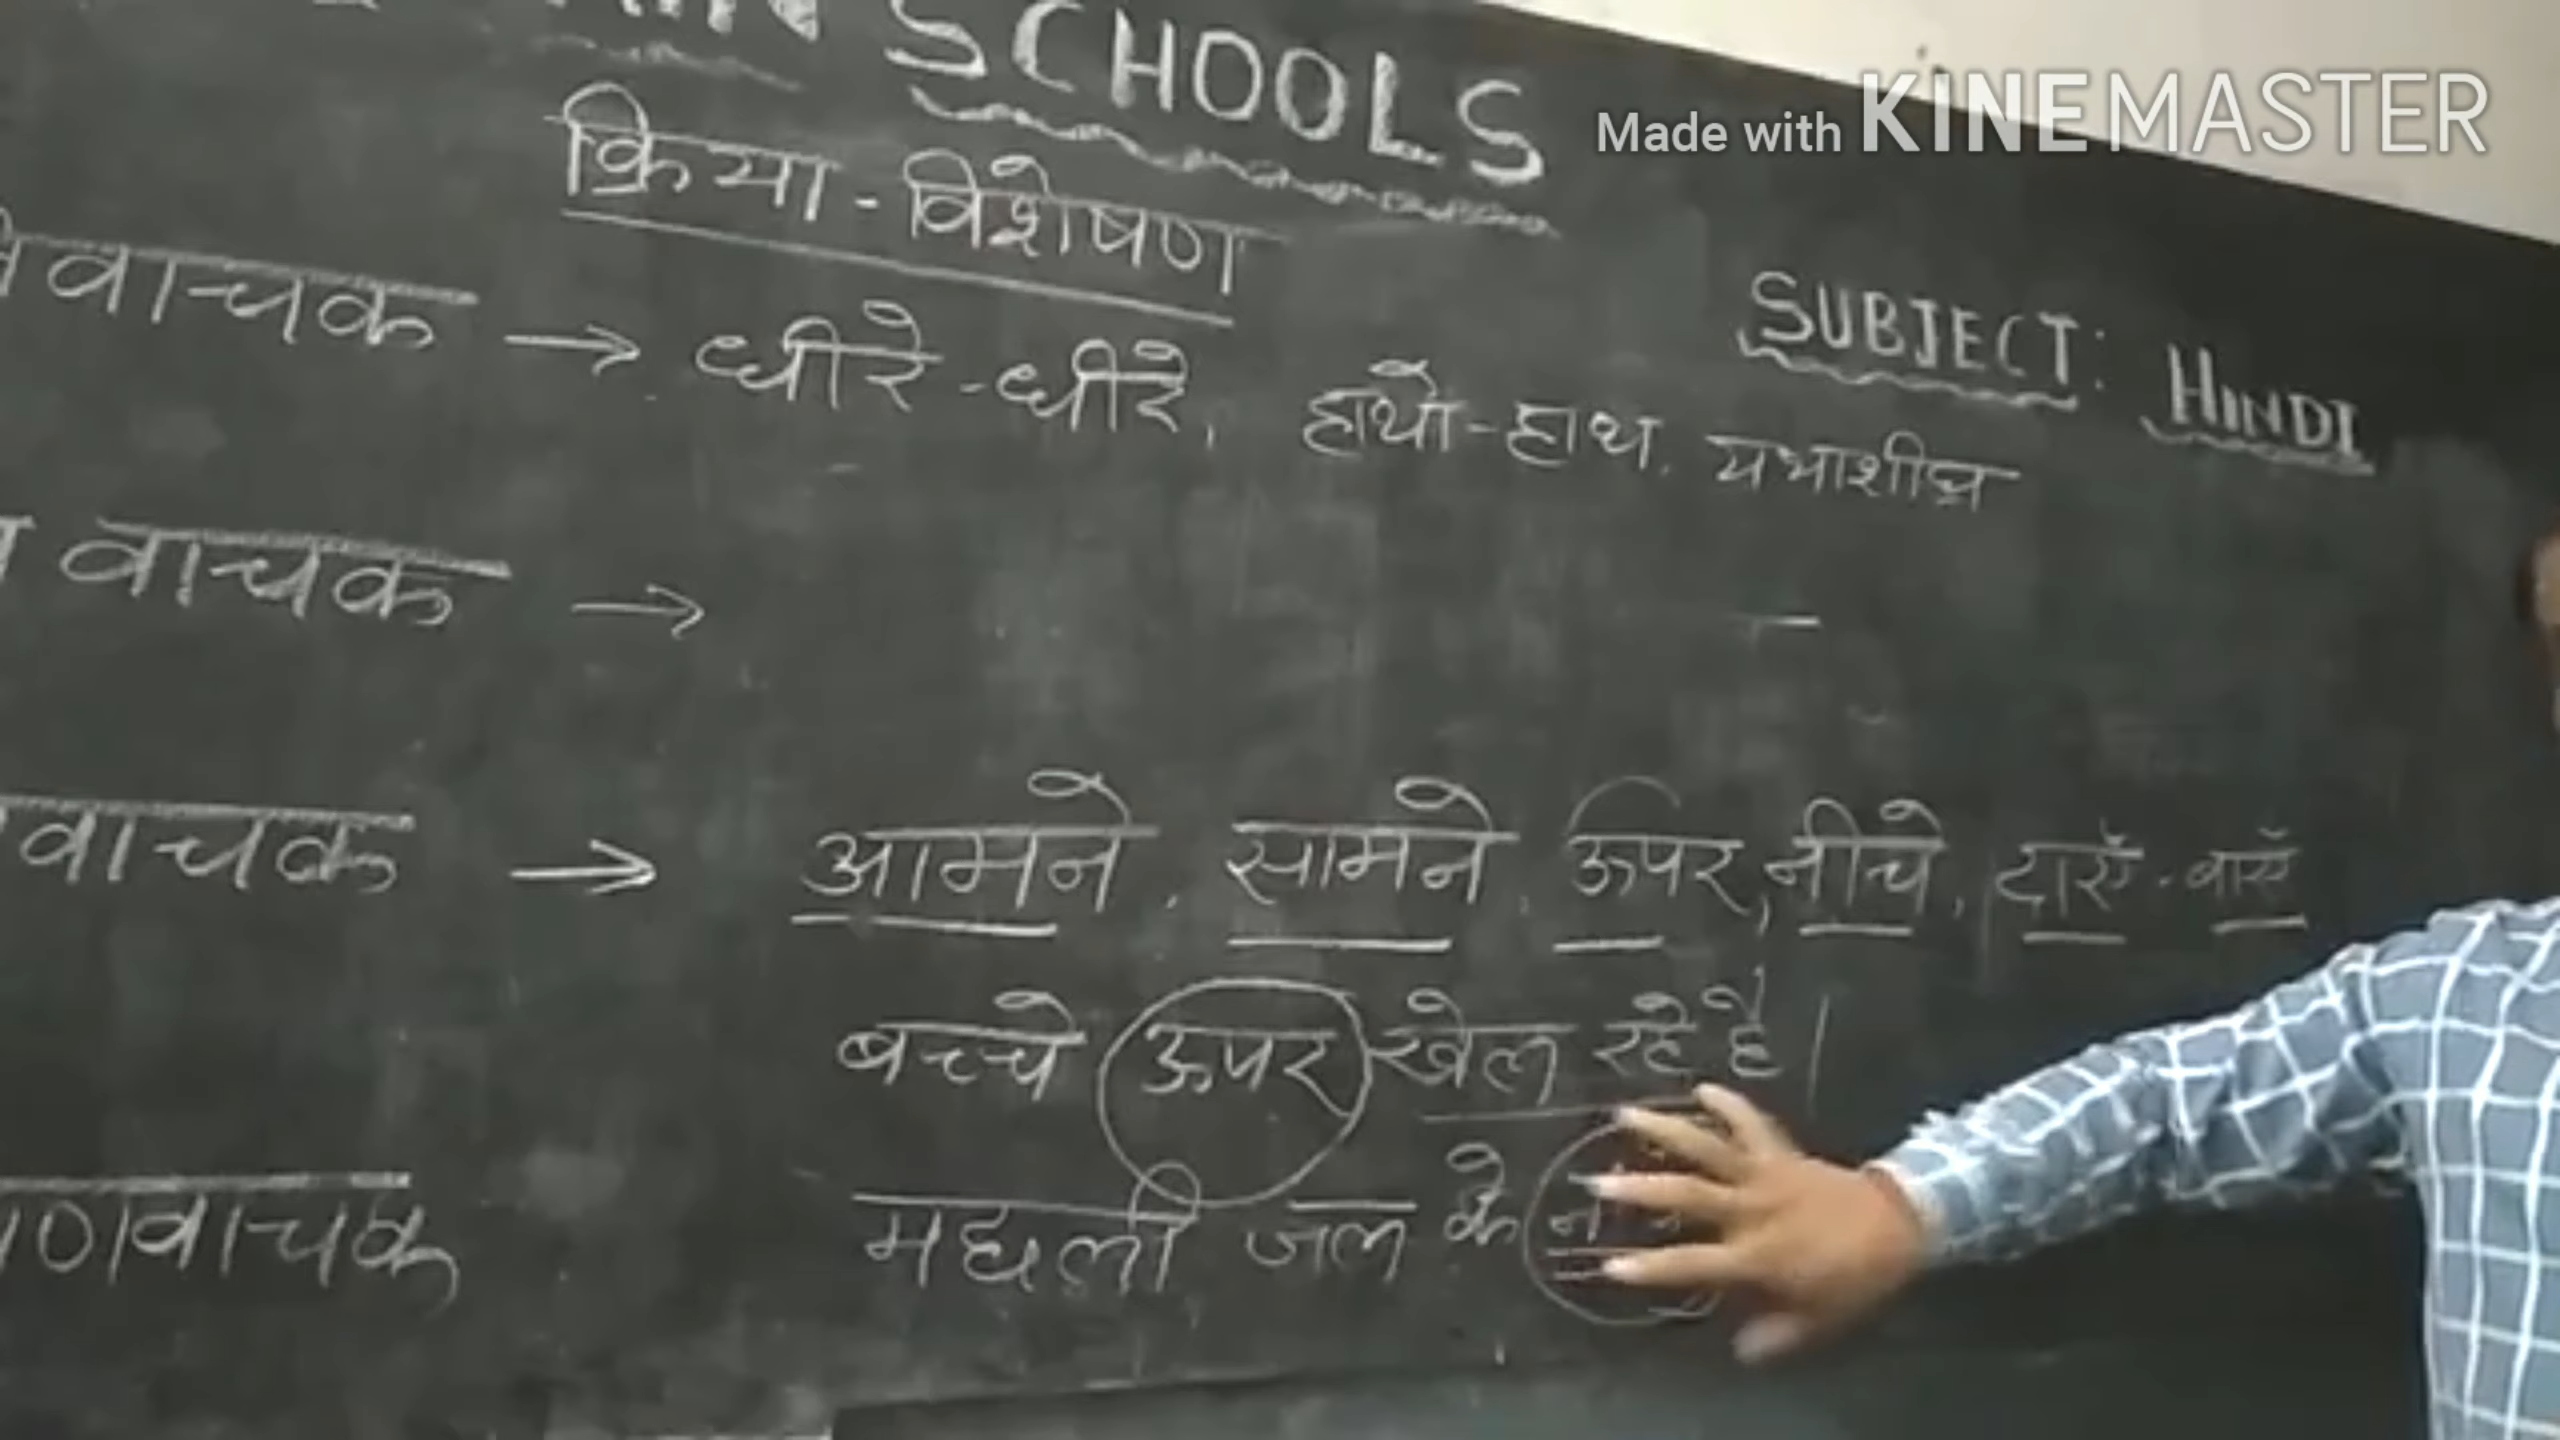 SCHOOLS
Made with KINEMASTER
क्रिया-विशेषण
SUBJECT: HINDI
वाचक → धीरे-धीरे, हाथों-हाथ, यथाशीघ्र
वाचक →
वाचक → आमने, सामने, ऊपर, नीचे, दाएँ-बाएँ
बच्चे ऊपर खेल रहे हैं।
णवाचक मछली जल के